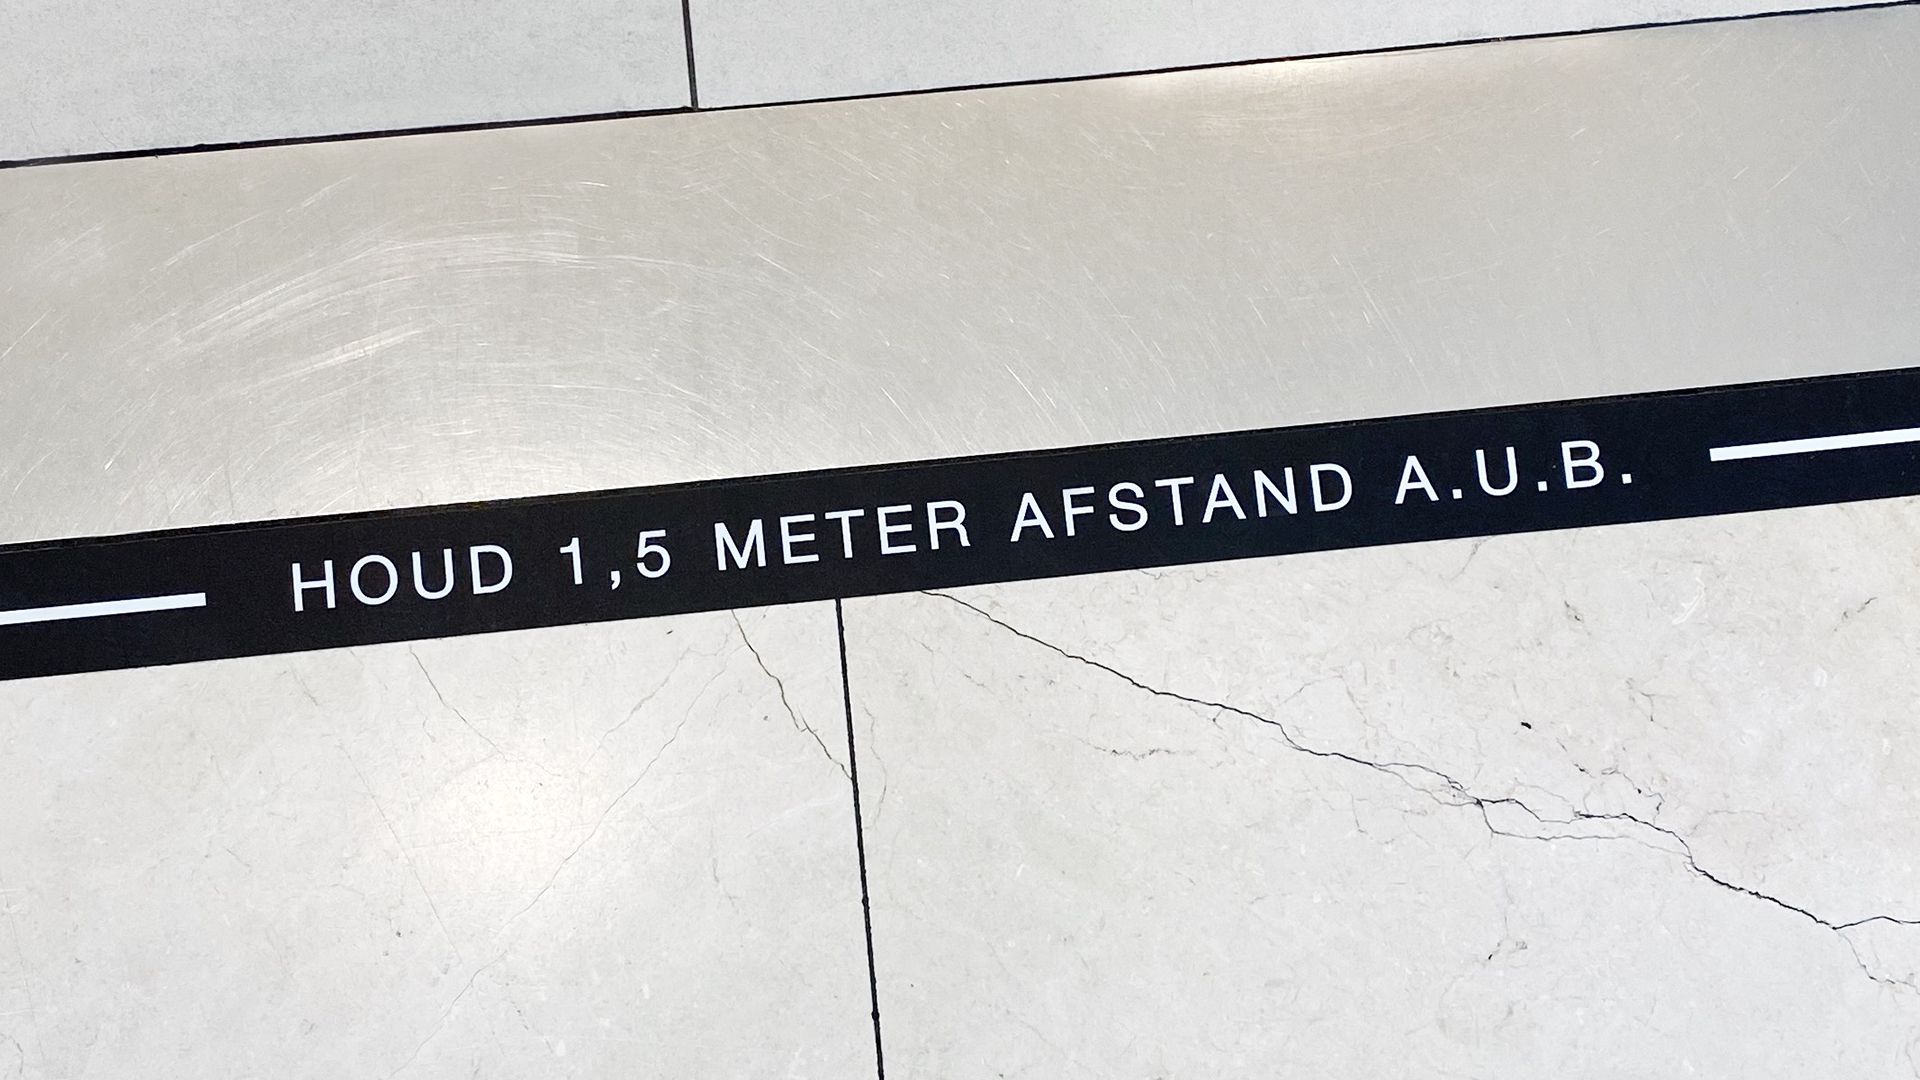 HOUD 1,5 METER AFSTAND A.U.B.